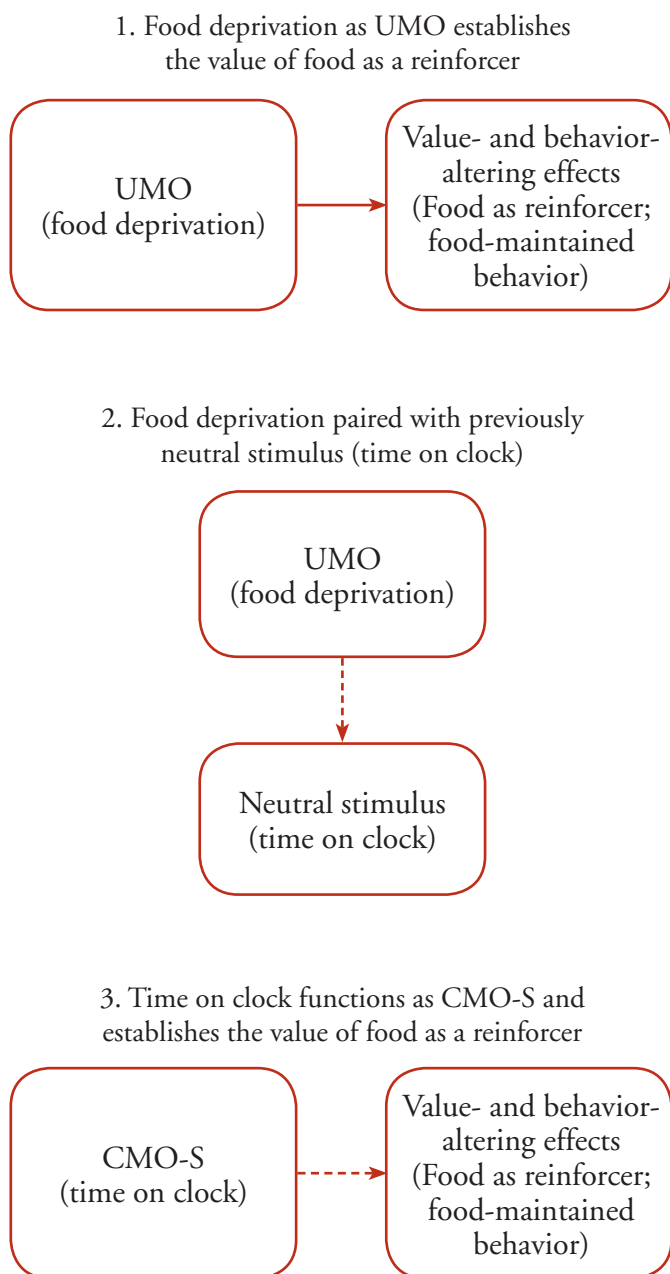 1. Food deprivation as UMO establishes
the value of food as a reinforcer
UMO
(food deprivation)
Value- and behavior-
altering effects
(Food as reinforcer;
food-maintained
behavior)
2. Food deprivation paired with previously
neutral stimulus (time on clock)
UMO
(food deprivation)
Neutral stimulus
(time on clock)
3. Time on clock functions as CMO-S and
establishes the value of food as a reinforcer
CMO-S
(time on clock)
Value- and behavior-
altering effects
(Food as reinforcer;
food-maintained
behavior)